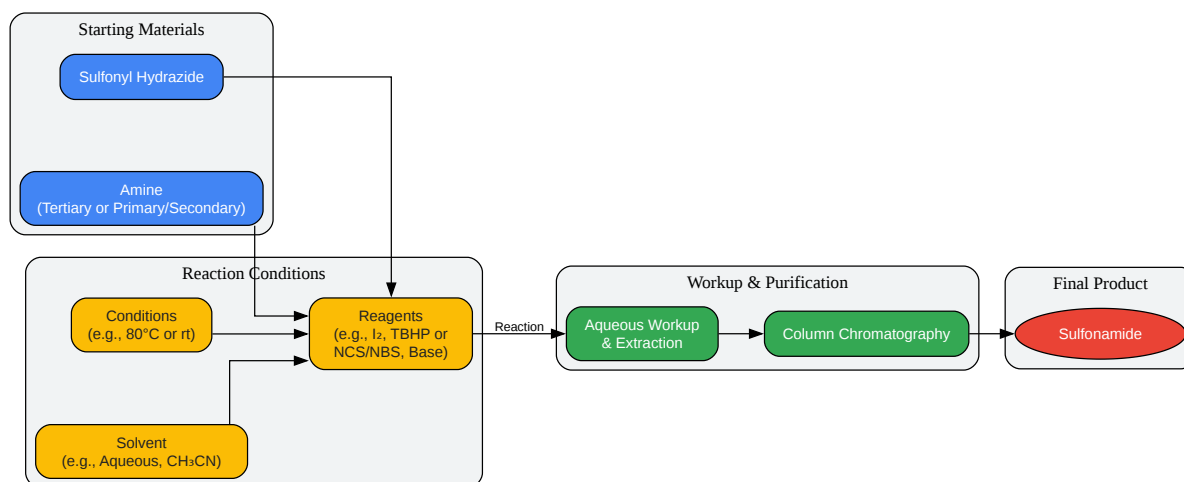 Starting Materials
Sulfonyl Hydrazide
Amine
(Tertiary or Primary/Secondary)
Reaction Conditions
Conditions
(e.g., 80°C or rt)
Reagents
(e.g., I₂, TBHP or
NCS/NBS, Base)
Solvent
(e.g., Aqueous, CH₃CN)
Reaction
Workup & Purification
Aqueous Workup
& Extraction
Column Chromatography
Final Product
Sulfonamide